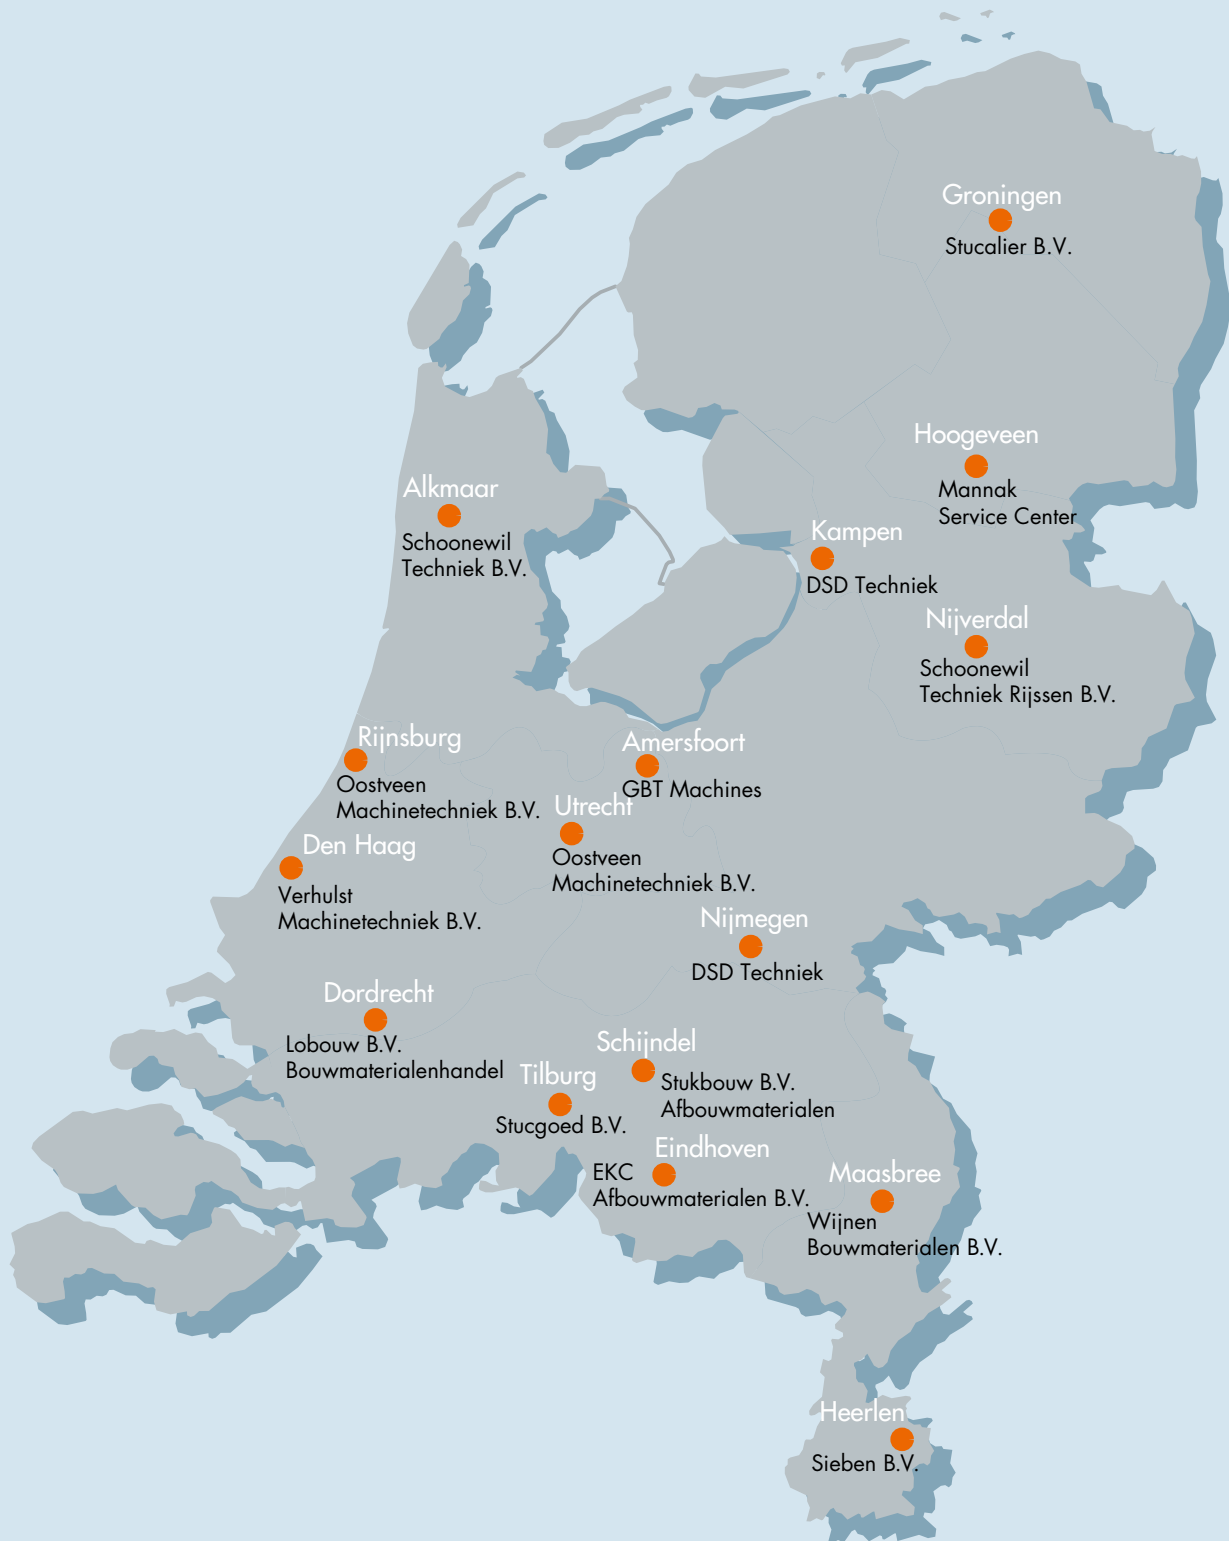 Groningen
Stucalier B.V.
Hoogeveen
Mannak
Service Center
Alkmaar
Schoonewil
Techniek B.V.
Kampen
DSD Techniek
Nijverdal
Schoonewil
Techniek Rijssen B.V.
Rijnsburg
Oostveen
Machinetechniek B.V.
Amersfoort
GBT Machines
Utrecht
Oostveen
Machinetechniek B.V.
Den Haag
Verhulst
Machinetechniek B.V.
Nijmegen
DSD Techniek
Dordrecht
Lobouw B.V.
Bouwmaterialenhandel
Schijndel
Stukbouw B.V.
Afbouwmaterialen
Tilburg
Stucgoed B.V.
Eindhoven
EKC
Afbouwmaterialen B.V.
Maasbree
Wijnen
Bouwmaterialen B.V.
Heerlen
Sieben B.V.